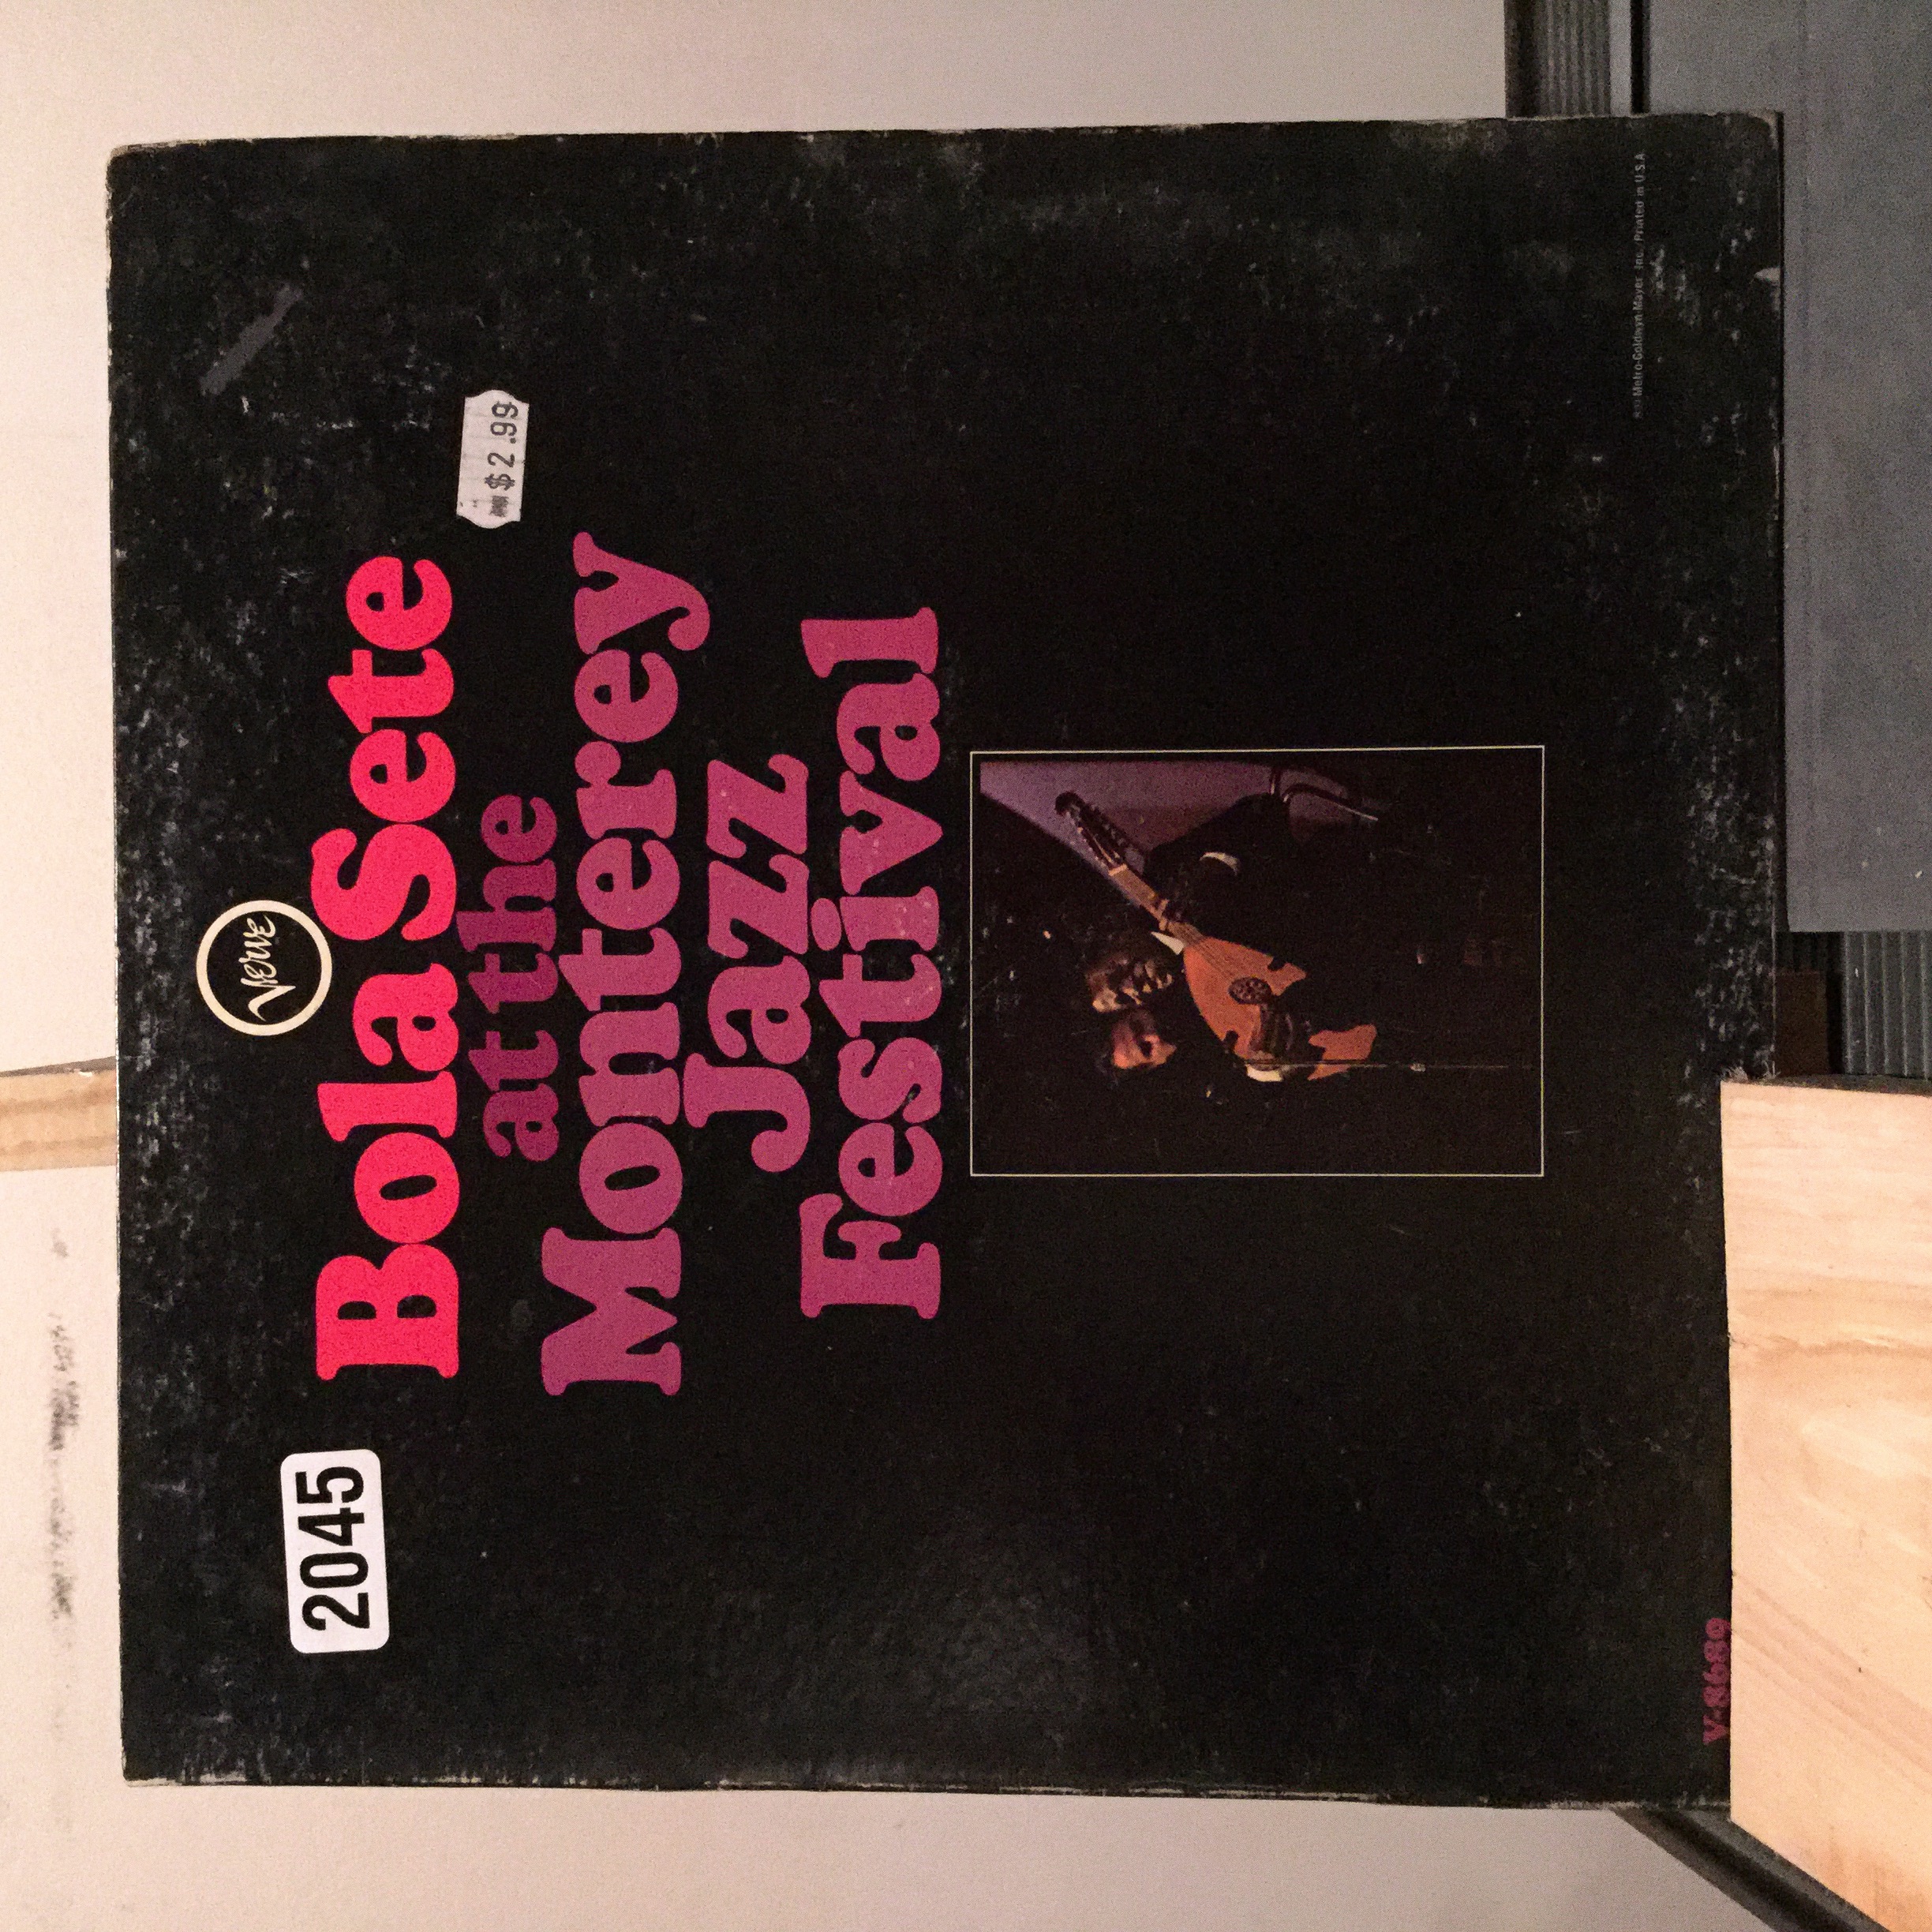 Verve
2045
Bola Sete
$2.99
at the
Monterey
Jazz
Festival
Metro-Goldwyn-Mayer Inc. Printed in U.S.A.
V-8689